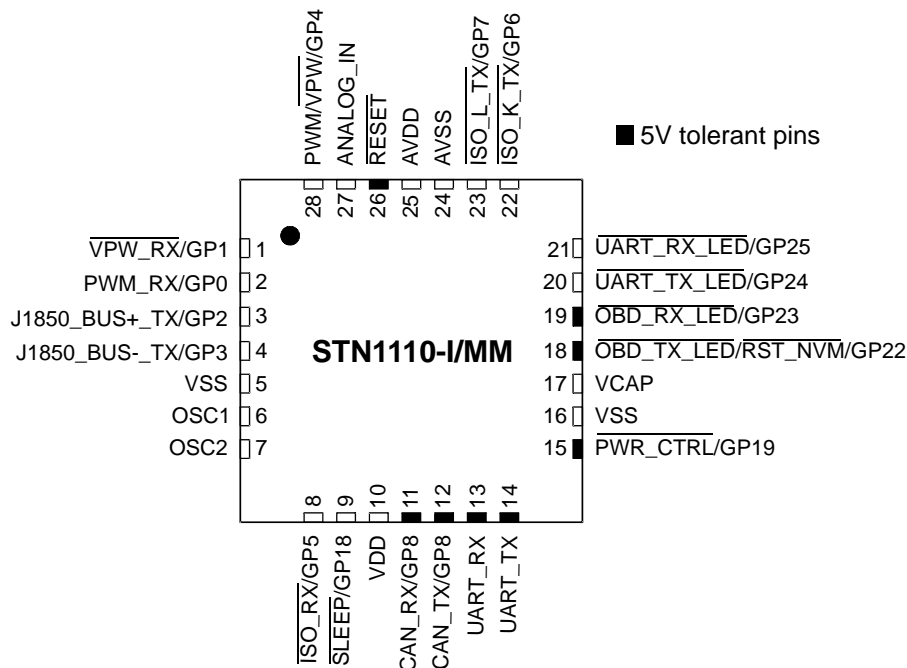 PWM/VPW/GP4
ANALOG_IN
RESET
AVDD
AVSS
ISO_L_TX/GP7
ISO_K_TX/GP6
5V tolerant pins
28
27
26
25
24
23
22
VPW_RX/GP1
1
PWM_RX/GP0
2
J1850_BUS+_TX/GP2
3
J1850_BUS-_TX/GP3
4
VSS
5
OSC1
6
OSC2
7
STN1110-I/MM
21
UART_RX_LED/GP25
20
UART_TX_LED/GP24
19
OBD_RX_LED/GP23
18
OBD_TX_LED/RST_NVM/GP22
17
VCAP
16
VSS
15
PWR_CTRL/GP19
8
9
10
11
12
13
14
ISO_RX/GP5
SLEEP/GP18
VDD
CAN_RX/GP8
CAN_TX/GP8
UART_RX
UART_TX